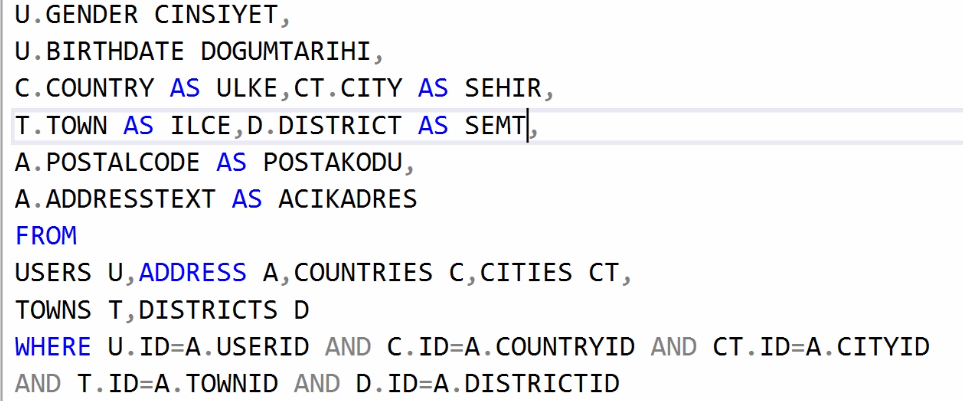 U.GENDER CINSIYET,
U.BIRTHDATE DOGUMTARIHI,
C.COUNTRY AS ULKE,CT.CITY AS SEHIR,
T.TOWN AS ILCE,D.DISTRICT AS SEMT,
A.POSTALCODE AS POSTAKODU,
A.ADDRESSTEXT AS ACIKADRES
FROM
USERS U,ADDRESS A,COUNTRIES C,CITIES CT,
TOWNS T,DISTRICTS D
WHERE U.ID=A.USERID AND C.ID=A.COUNTRYID AND CT.ID=A.CITYID
AND T.ID=A.TOWNID AND D.ID=A.DISTRICTID